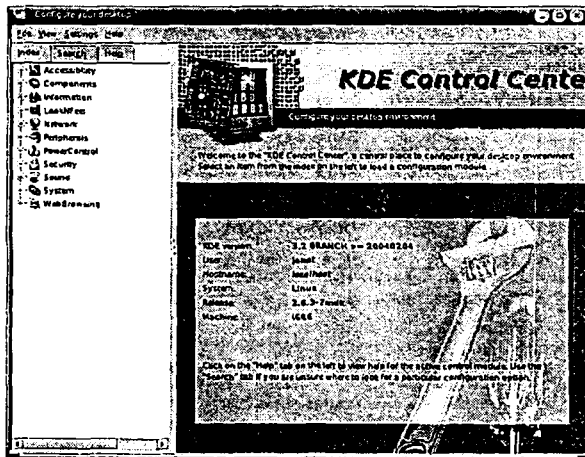 Configure your desktop
File View Settings Help
Index Search Help
KDE Control Cente
Configure your desktop environment
Accessibility
Components
Information
LookNFeel
Network
Peripherals
PowerControl
Security
Sound
System
WebBrowsing
Welcome to the "KDE Control Center", a central place to configure your desktop environment.
Select an item from the index on the left to load a configuration module.
KDE version: 3.2 BRANCH >= 20040204
User:
Hostname: localhost
System: Linux
Release:
Machine: i686
Click on the "Help" tab on the left to view help for the active control module. Use the
"Search" tab if you are unsure where to look for a particular configuration option.